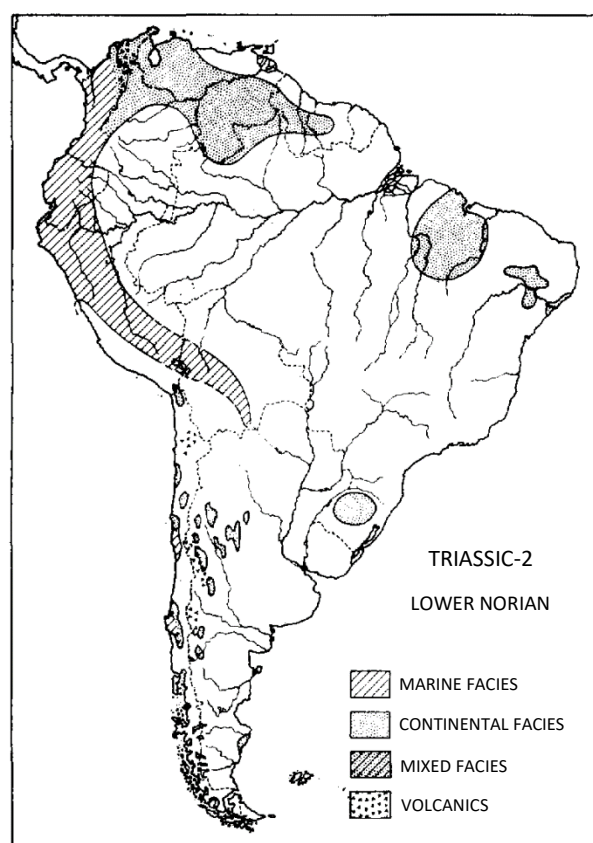 TRIASSIC-2
LOWER NORIAN
MARINE FACIES
CONTINENTAL FACIES
MIXED FACIES
VOLCANICS